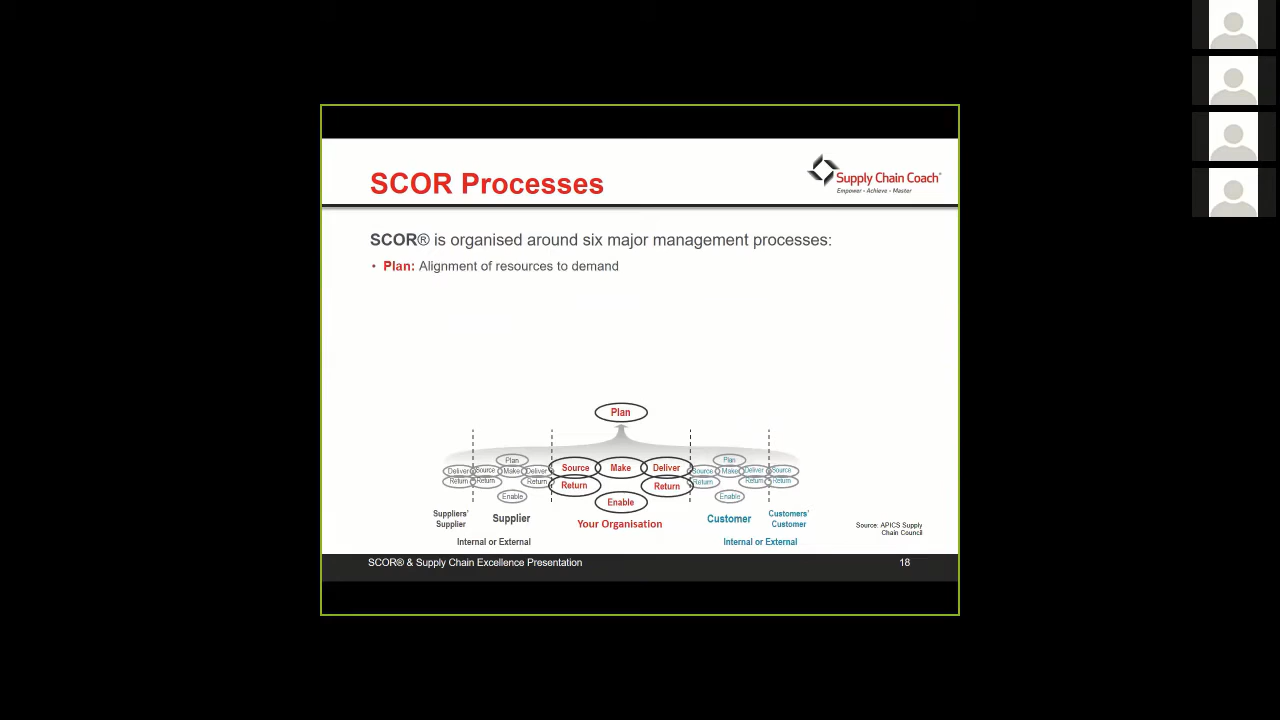 SCOR Processes
Supply Chain Coach
Empower - Achieve - Master
SCOR® is organised around six major management processes:
• Plan: Alignment of resources to demand
Plan
Plan
Plan
Deliver Source Make Deliver Source Make Deliver Source Make Deliver Source
Return Return Return Return Return Return Return Return
Enable Enable Enable
Suppliers' Supplier
Supplier
Your Organisation
Customer
Customers' Customer
Internal or External
Internal or External
Source: APICS Supply
Chain Council
SCOR® & Supply Chain Excellence Presentation
18